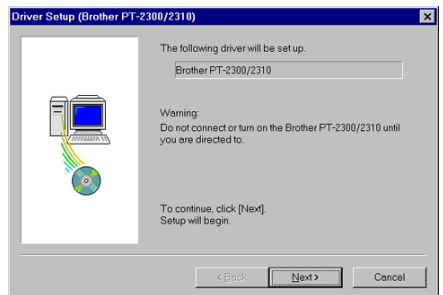 Driver Setup (Brother PT-2300/2310)
The following driver will be set up.
Brother PT-2300/2310
Warning:
Do not connect or turn on the Brother PT-2300/2310 until
you are directed to.
To continue, click [Next].
Setup will begin.
< Back Next > Cancel